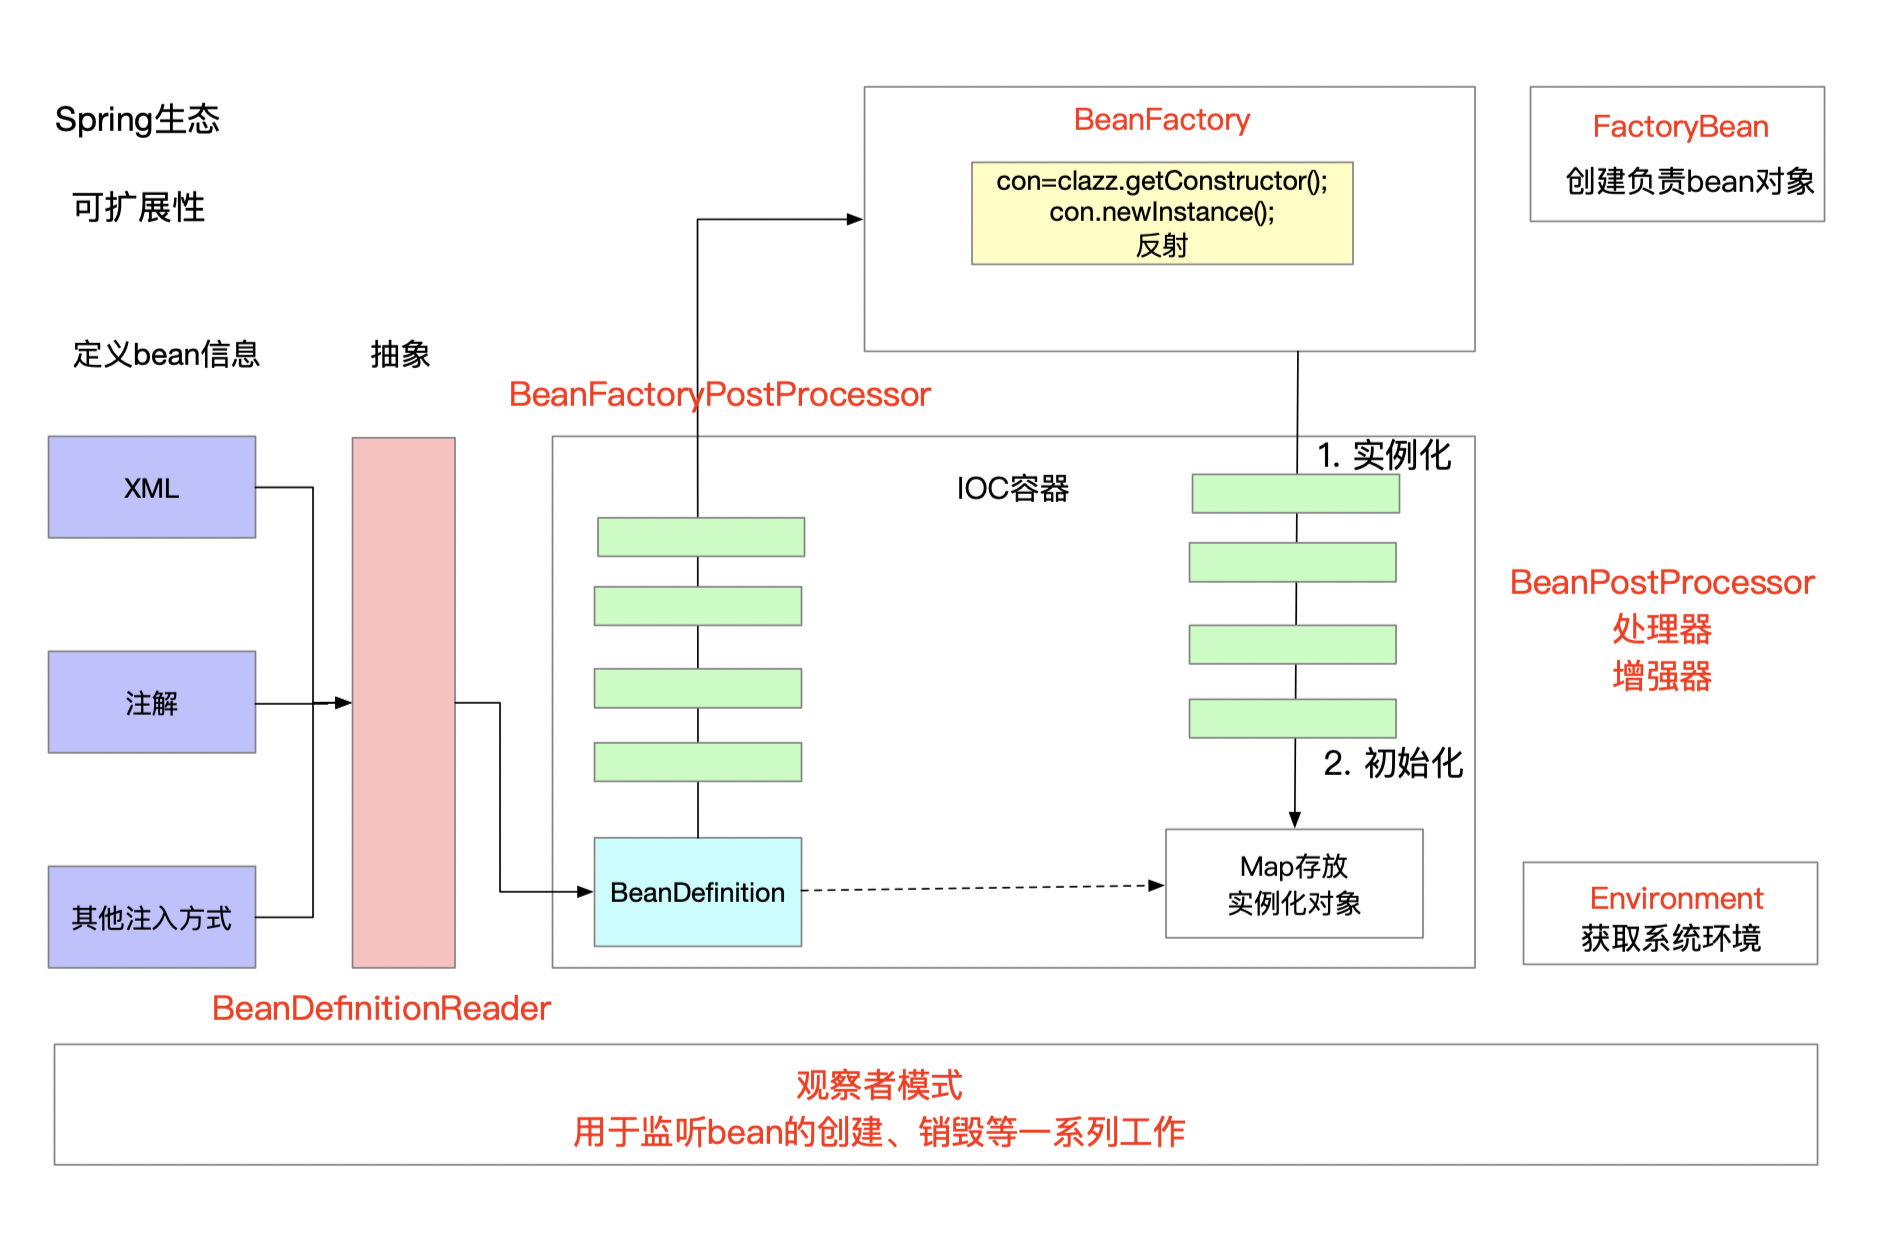 Spring生态
可扩展性
BeanFactory
con=clazz.getConstructor();
con.newInstance();
反射
FactoryBean
创建负责bean对象
定义bean信息
抽象
BeanFactoryPostProcessor
XML
注解
其他注入方式
BeanDefinitionReader
IOC容器
1. 实例化
2. 初始化
BeanDefinition
Map存放
实例化对象
BeanPostProcessor
处理器
增强器
Environment
获取系统环境
观察者模式
用于监听bean的创建、销毁等一系列工作